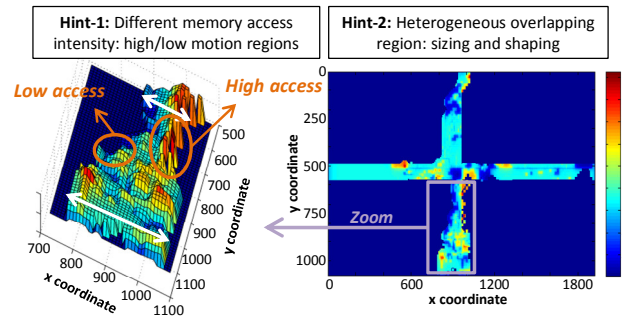 Hint-1: Different memory access
intensity: high/low motion regions
Hint-2: Heterogeneous overlapping
region: sizing and shaping
Low access
High access
500
600
700
800
900
1000
1100
y coordinate
700
800
900
1000
1100
x coordinate
Zoom
0
250
500
750
1000
y coordinate
0
600
1200
1800
x coordinate